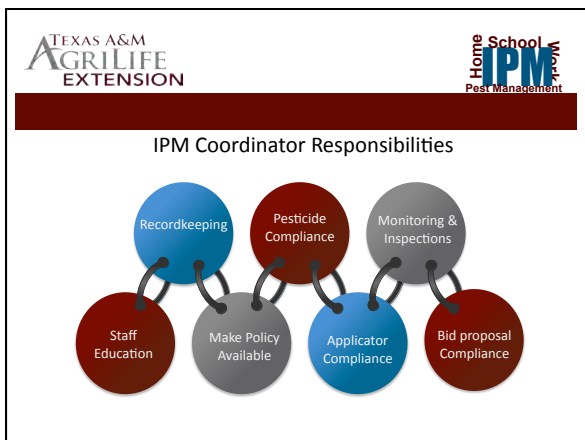 TEXAS A&M
AGRILIFE
EXTENSION
Home
School
Work
IPM
Pest Management
IPM Coordinator Responsibilities
Recordkeeping
Pesticide
Compliance
Monitoring &
Inspections
Staff
Education
Make Policy
Available
Applicator
Compliance
Bid proposal
Compliance